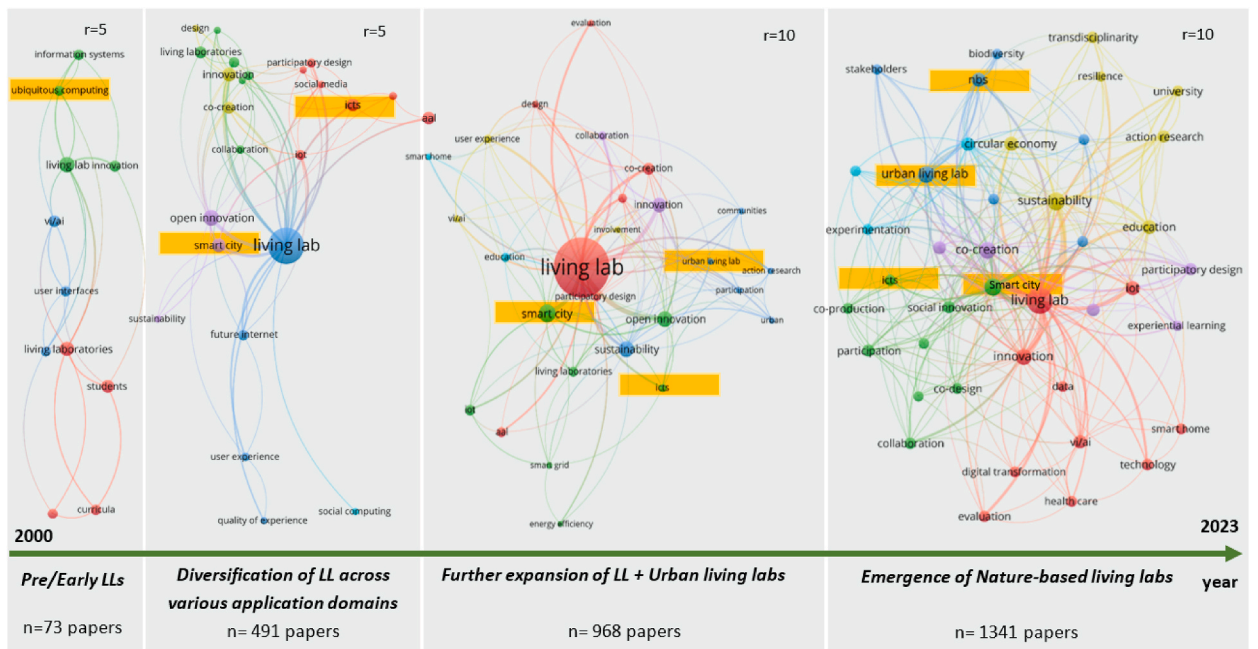 r=5
information systems
ubiquitous computing
living lab innovation
vi/ai
user interfaces
living laboratories
students
curricula
2000
Pre/Early LLs
n=73 papers
r=5
design
living laboratories
innovation
participatory design
social media
icts
co-creation
aal
collaboration
iot
open innovation
smart city
living lab
sustainability
future internet
user experience
quality of experience
social computing
Diversification of LL across
various application domains
n= 491 papers
r=10
evaluation
design
user experience
collaboration
smart home
co-creation
innovation
communities
vi/ai
involvement
education
urban living lab
living lab
action research
participatory design
participation
smart city
open innovation
urban
sustainability
living laboratories
icts
iot
aal
smart grid
energy efficiency
Further expansion of LL + Urban living labs
n= 968 papers
r=10
transdisciplinarity
biodiversity
stakeholders
nbs
resilience
university
action research
circular economy
urban living lab
sustainability
experimentation
education
co-creation
participatory design
icts
Smart city
iot
living lab
co-production
social innovation
experiential learning
participation
innovation
co-design
data
smart home
collaboration
vi/ai
technology
digital transformation
health care
evaluation
2023
Emergence of Nature-based living labs
year
n= 1341 papers